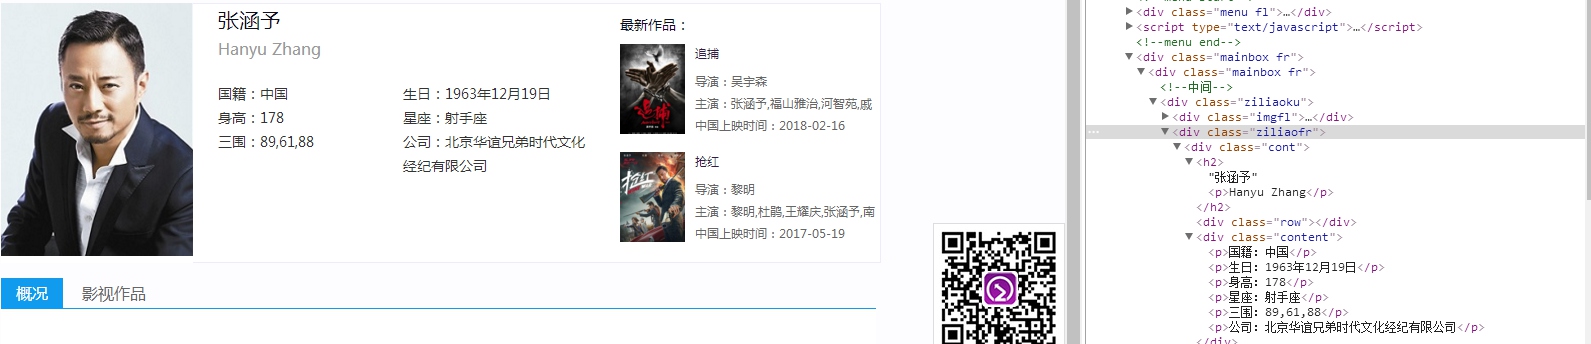 张涵予
Hanyu Zhang
国籍：中国
生日：1963年12月19日
身高：178
星座：射手座
三围：89,61,88
公司：北京华谊兄弟时代文化
经纪有限公司
最新作品：
追捕
追捕
导演：吴宇森
主演：张涵予,福山雅治,河智苑,戚
中国上映时间：2018-02-16
抢红
抢红
导演：黎明
主演：黎明,杜鹃,王耀庆,张涵予,南
中国上映时间：2017-05-19
概况
影视作品
<div class="menu fl">…</div>
<script type="text/javascript">…</script>
<!--menu end-->
<div class="mainbox fr">
<div class="mainbox fr">
<!--中间-->
<div class="ziliaoku">
<div class="imgfl">…</div>
<div class="ziliaofr">
<div class="cont">
<h2>
"张涵予"
<p>Hanyu Zhang</p>
</h2>
<div class="row"></div>
<div class="content">
<p>国籍：中国</p>
<p>生日：1963年12月19日</p>
<p>身高：178</p>
<p>星座：射手座</p>
<p>三围：89,61,88</p>
<p>公司：北京华谊兄弟时代文化经纪有限公司</p>
</div>